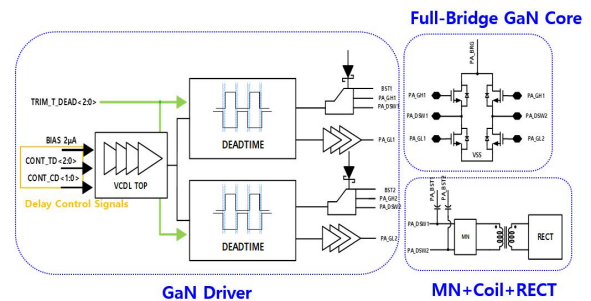 Full-Bridge GaN Core
PA_BRG
PA_GH1
PA_GH1
PA_DSW1
PA_DSW2
PA_GL1
PA_GL2
VSS
TRIM_T_DEAD<2:0>
BIAS 2μA
CONT_TD<2:0>
CONT_CD<1:0>
Delay Control Signals
VCDL TOP
DEADTIME
BST1
PA_GH1
PA_DSW1
PA_GL1
DEADTIME
BST2
PA_GH2
PA_DSW2
PA_GL2
GaN Driver
PA_BST1
PA_BST2
PA_DSW1
PA_DSW2
MN
RECT
MN+Coil+RECT